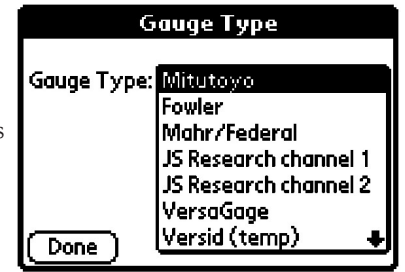 Gauge Type
Gauge Type: Mitutoyo
Fowler
Mahr/Federal
s
JS Research channel 1
JS Research channel 2
VersaGage
Versid (temp)
Done